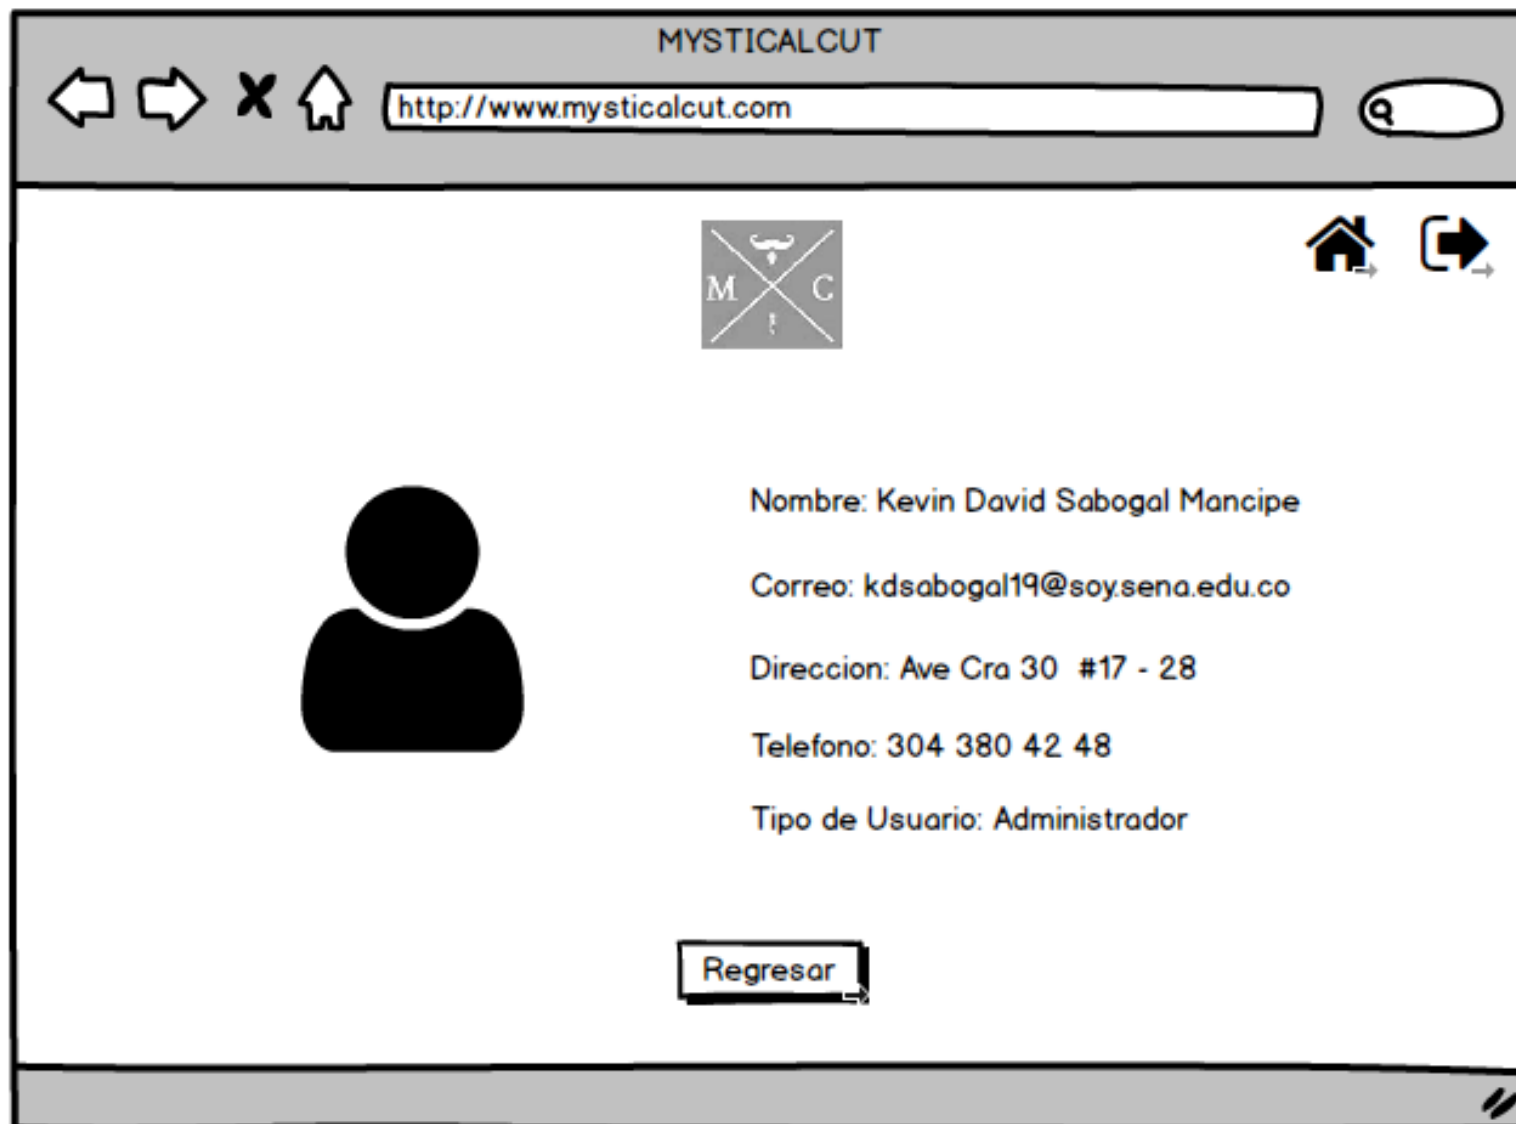 MYSTICALCUT
http://www.mysticalcut.com
M C
Nombre: Kevin David Sabogal Mancipe
Correo: kdsabogal19@soy.sena.edu.co
Direccion: Ave Cra 30 #17 - 28
Telefono: 304 380 42 48
Tipo de Usuario: Administrador
Regresar